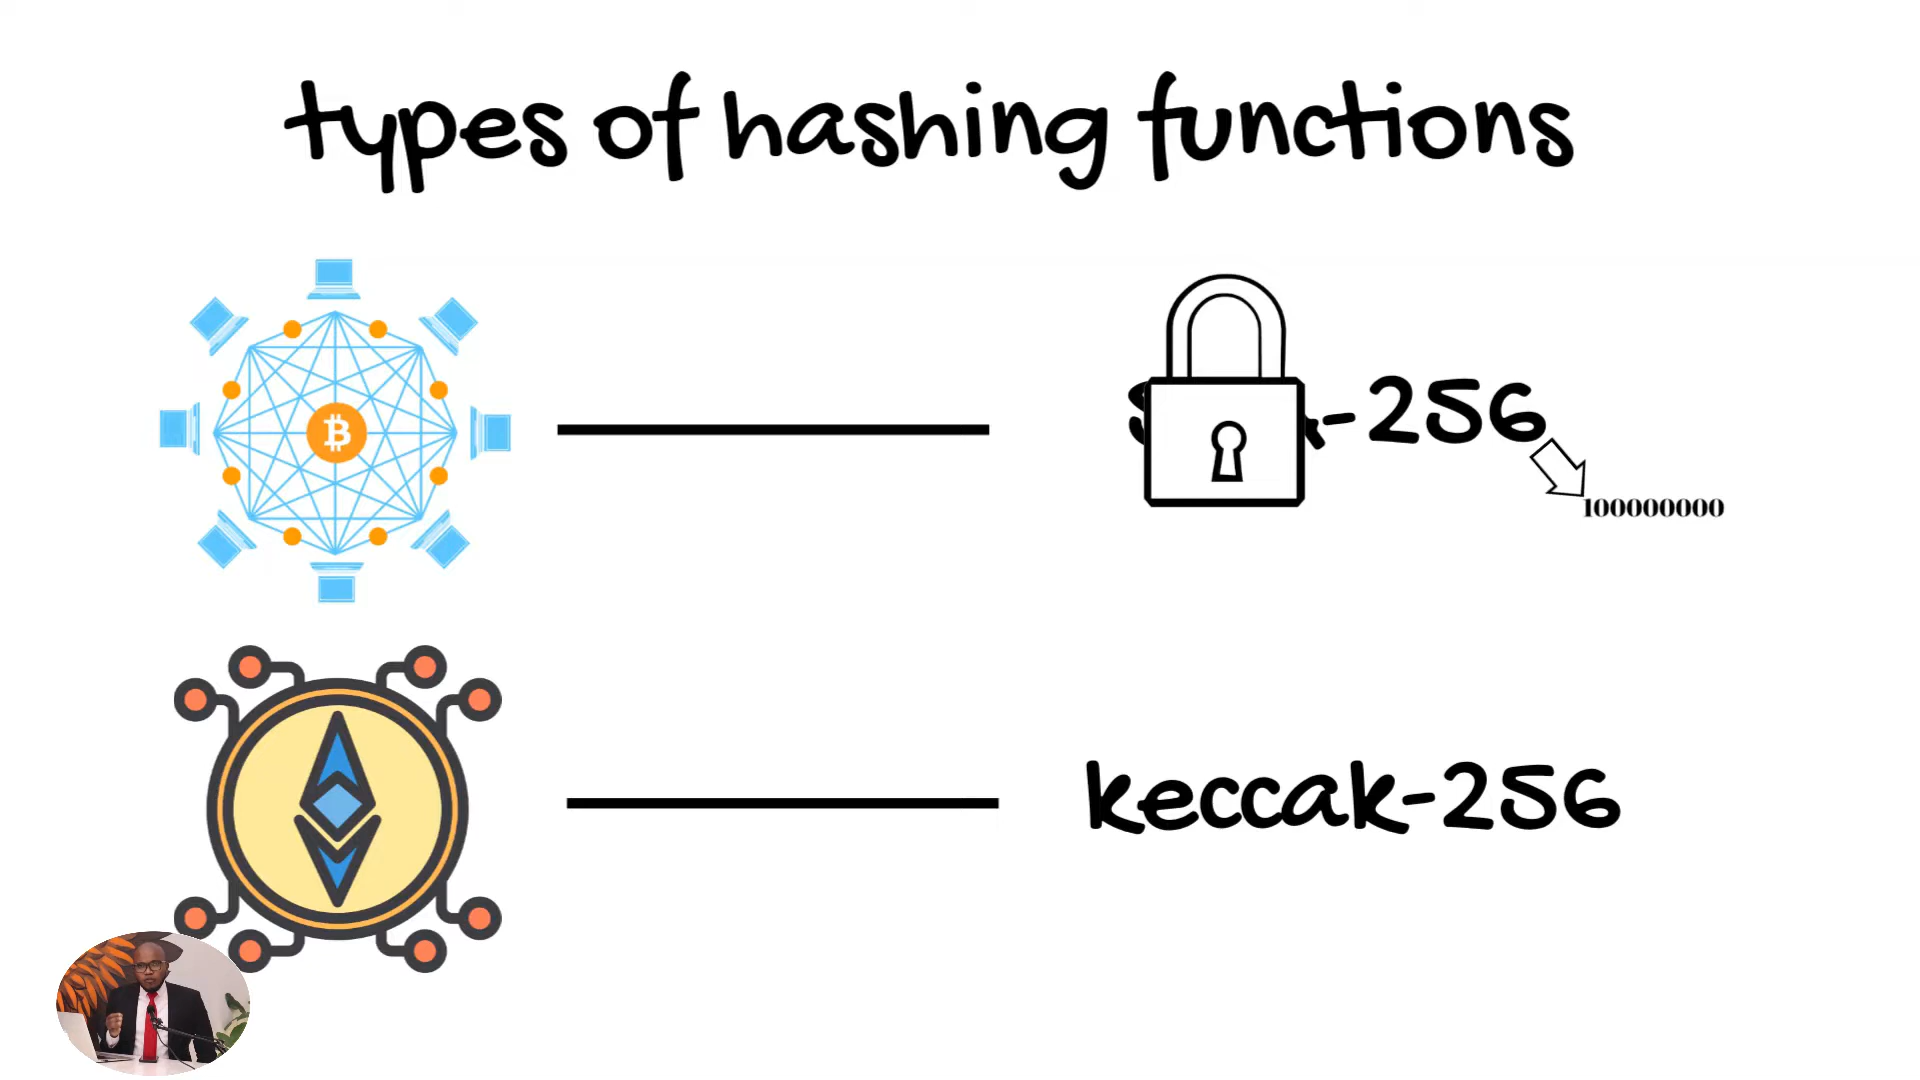 types of hashing functions
-256
100000000
keccak-256